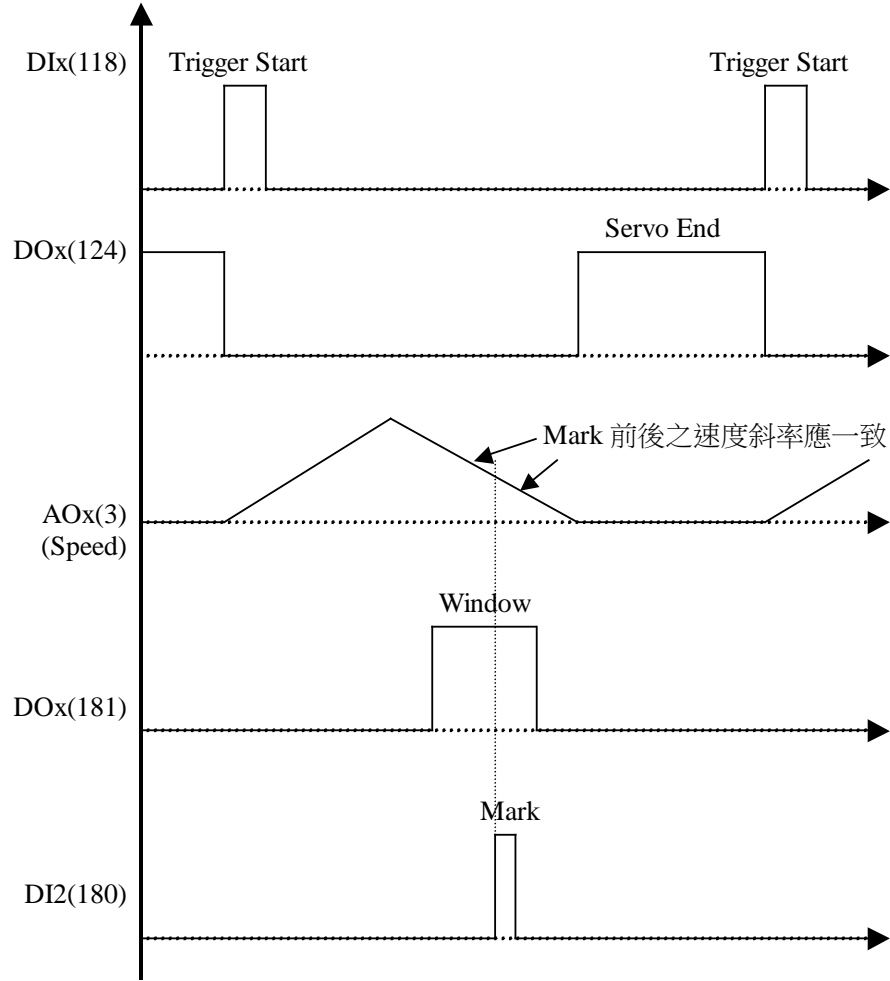 DIx(118)
Trigger Start
Trigger Start
DOx(124)
Servo End
Mark 前後之速度斜率應一致
AOx(3)
(Speed)
Window
DOx(181)
Mark
DI2(180)